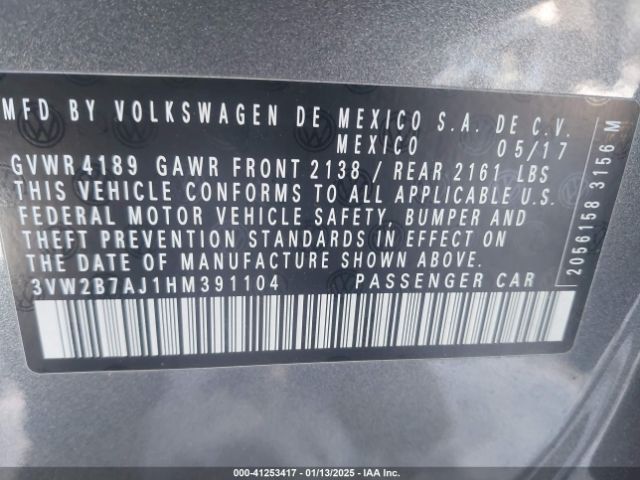 MFD BY VOLKSWAGEN DE MEXICO S.A. DE C.V.
MEXICO 05/17
GVWR4189 GAWR FRONT 2138 / REAR 2161 LBS
THIS VEHICLE CONFORMS TO ALL APPLICABLE U.S.
FEDERAL MOTOR VEHICLE SAFETY, BUMPER AND
THEFT PREVENTION STANDARDS IN EFFECT ON
THE DATE OF MANUFACTURE SHOWN ABOVE.
3VW2B7AJ1HM391104 PASSENGER CAR
2056158 3156 M
000-41253417 - 01/13/2025 - IAA Inc.